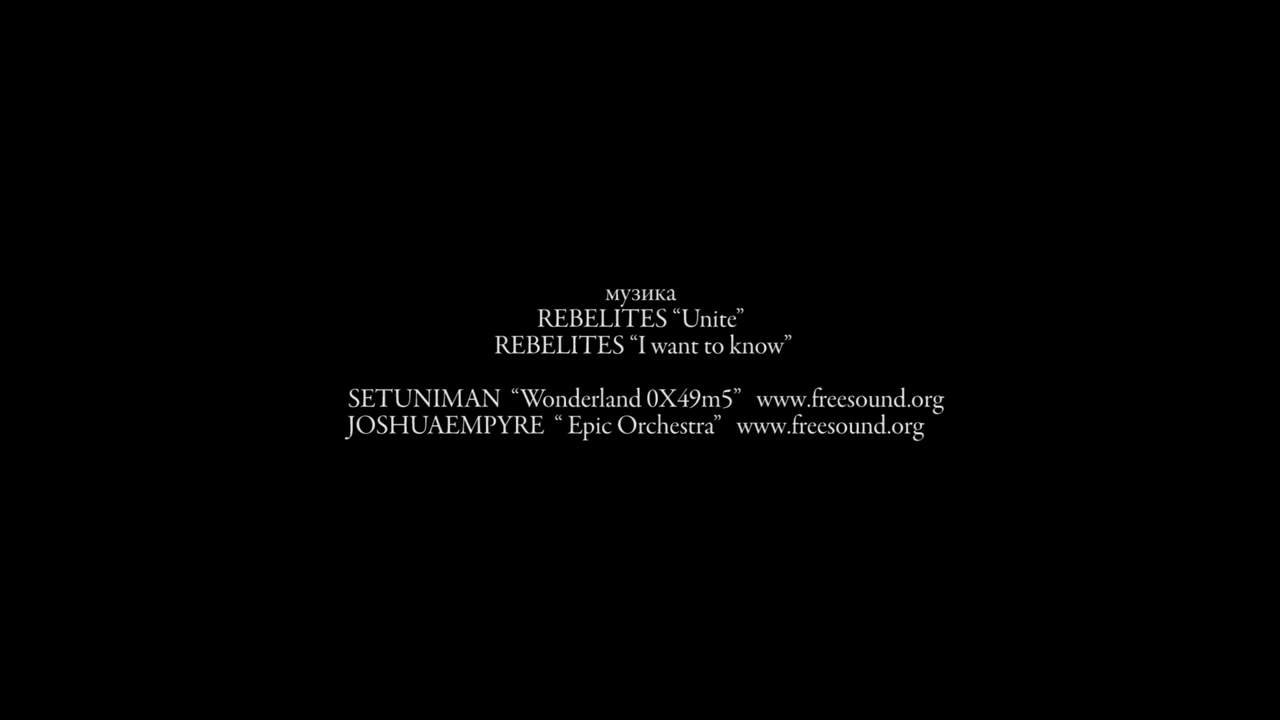 музика
REBELITES “Unite”
REBELITES “I want to know”
SETUNIMAN “Wonderland 0X49m5” www.freesound.org
JOSHUAEMPYRE “ Epic Orchestra” www.freesound.org